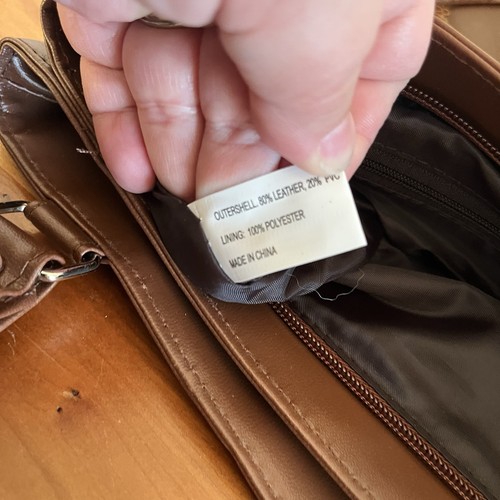 OUTERSHELL: 80% LEATHER, 20% PVC
LINING: 100% POLYESTER
MADE IN CHINA